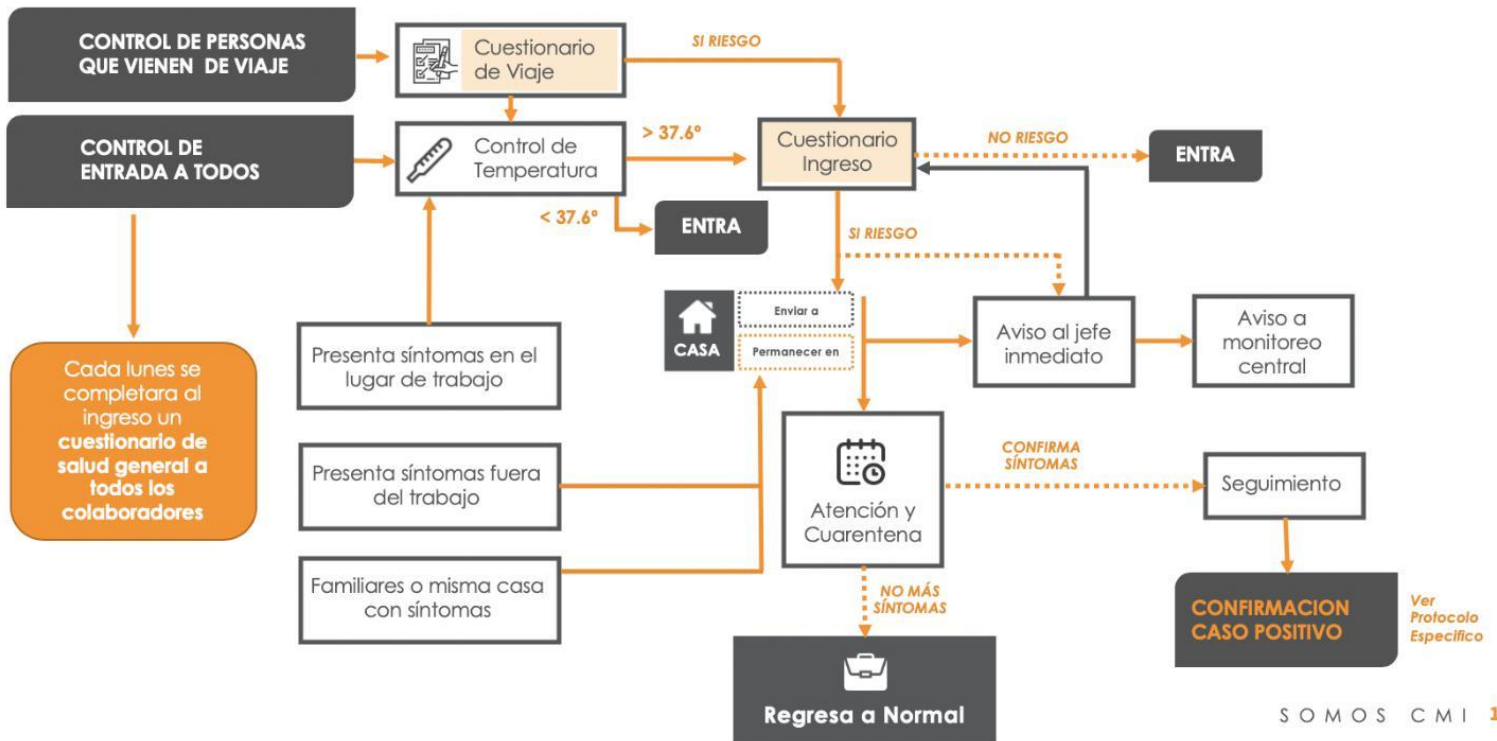 CONTROL DE PERSONAS
QUE VIENEN DE VIAJE
Cuestionario
de Viaje
SI RIESGO
CONTROL DE
ENTRADA A TODOS
Control de
Temperatura
> 37.6º
< 37.6º
ENTRA
Cuestionario
Ingreso
NO RIESGO
ENTRA
SI RIESGO
CASA
Enviar a
Permanecer en
Aviso al jefe
inmediato
Aviso a
monitoreo
central
Cada lunes se
completara al
ingreso un
cuestionario de
salud general a
todos los
colaboradores
Presenta síntomas en el
lugar de trabajo
Presenta síntomas fuera
del trabajo
Familiares o misma casa
con síntomas
Atención y
Cuarentena
CONFIRMA
SÍNTOMAS
Seguimiento
NO MÁS
SÍNTOMAS
CONFIRMACION
CASO POSITIVO
Ver
Protocolo
Especifico
Regresa a Normal
SOMOS CMI 1